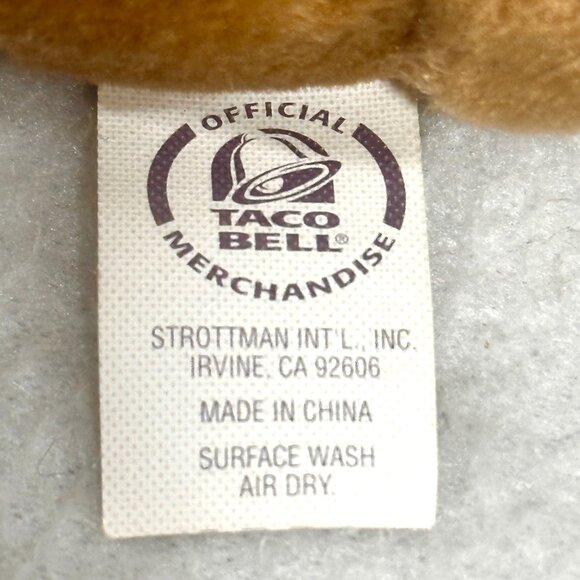 OFFICIAL
TACO
BELL®
MERCHANDISE
STROTTMAN INT'L., INC.
IRVINE, CA 92606
MADE IN CHINA
SURFACE WASH
AIR DRY.